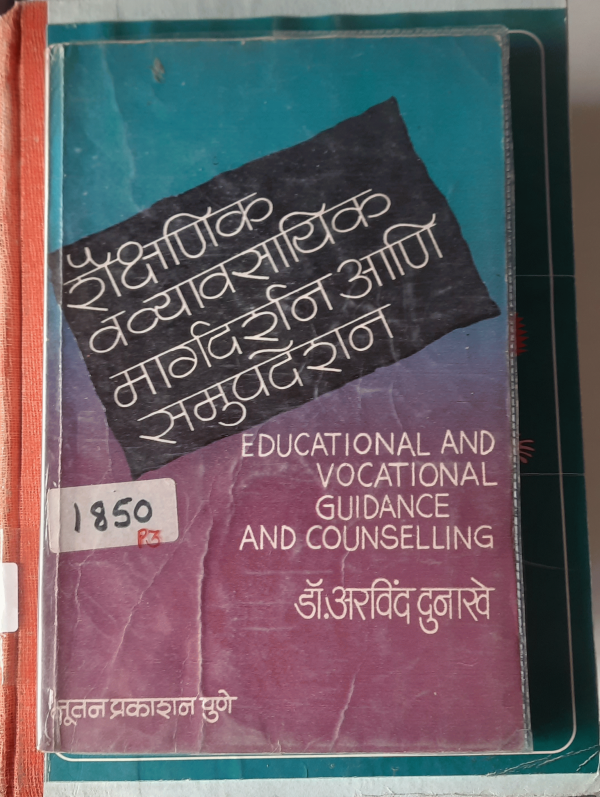 शैक्षणिक
व व्यावसायिक
मार्गदर्शन आणि
समुपदेशन
EDUCATIONAL AND
VOCATIONAL
GUIDANCE
AND COUNSELLING
1850
R3
डॉ. अरविंद दुनाखे
नूतन प्रकाशन पुणे